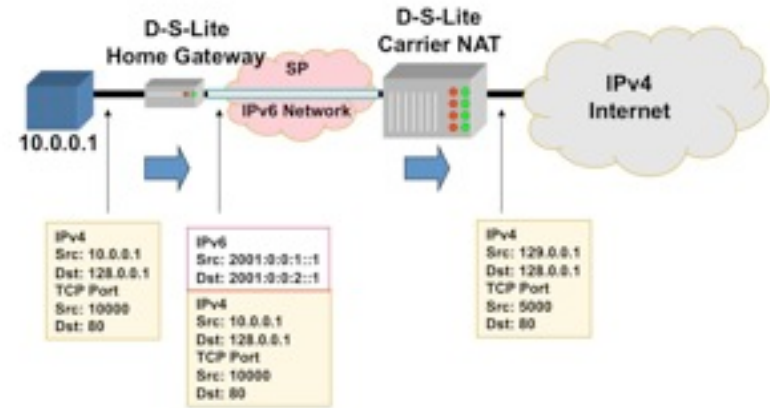 D-S-Lite
Home Gateway
D-S-Lite
Carrier NAT
SP
IPv6 Network
IPv4
Internet
10.0.0.1
IPv4
Src: 10.0.0.1
Dst: 128.0.0.1
TCP Port
Src: 10000
Dst: 80
IPv6
Src: 2001:0:0:1::1
Dst: 2001:0:0:2::1
IPv4
Src: 10.0.0.1
Dst: 128.0.0.1
TCP Port
Src: 10000
Dst: 80
IPv4
Src: 129.0.0.1
Dst: 128.0.0.1
TCP Port
Src: 5000
Dst: 80